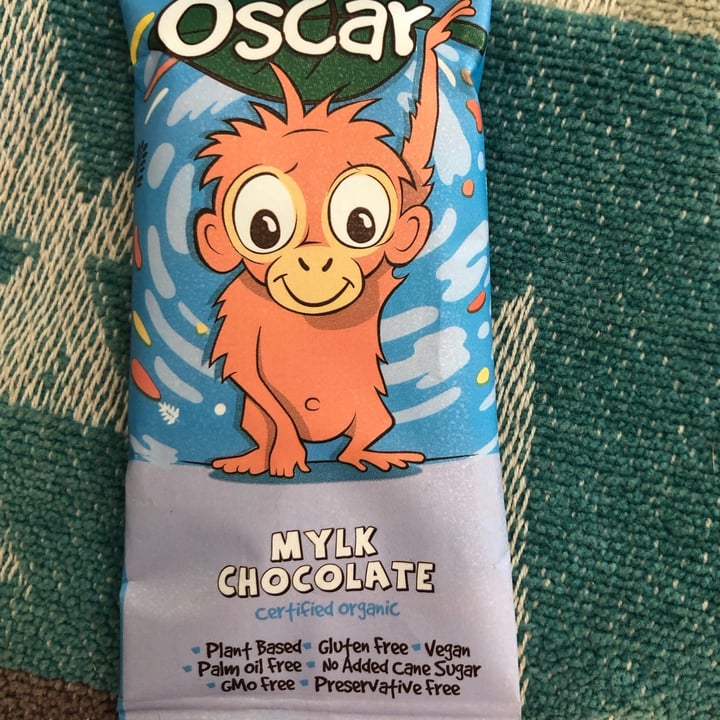 Oscar
MYLK
CHOCOLATE
certified organic
Plant Based • Gluten Free • Vegan
Palm oil Free • No Added Cane Sugar
GMO Free • Preservative Free